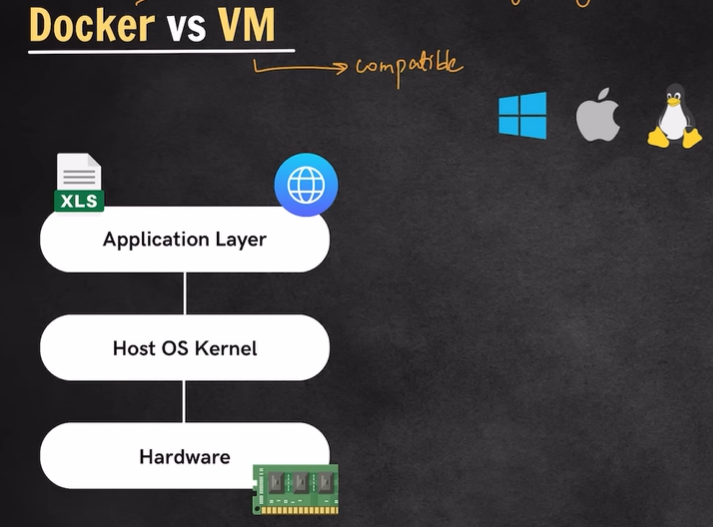 Docker vs VM
compatible
XLS
Application Layer
Host OS Kernel
Hardware